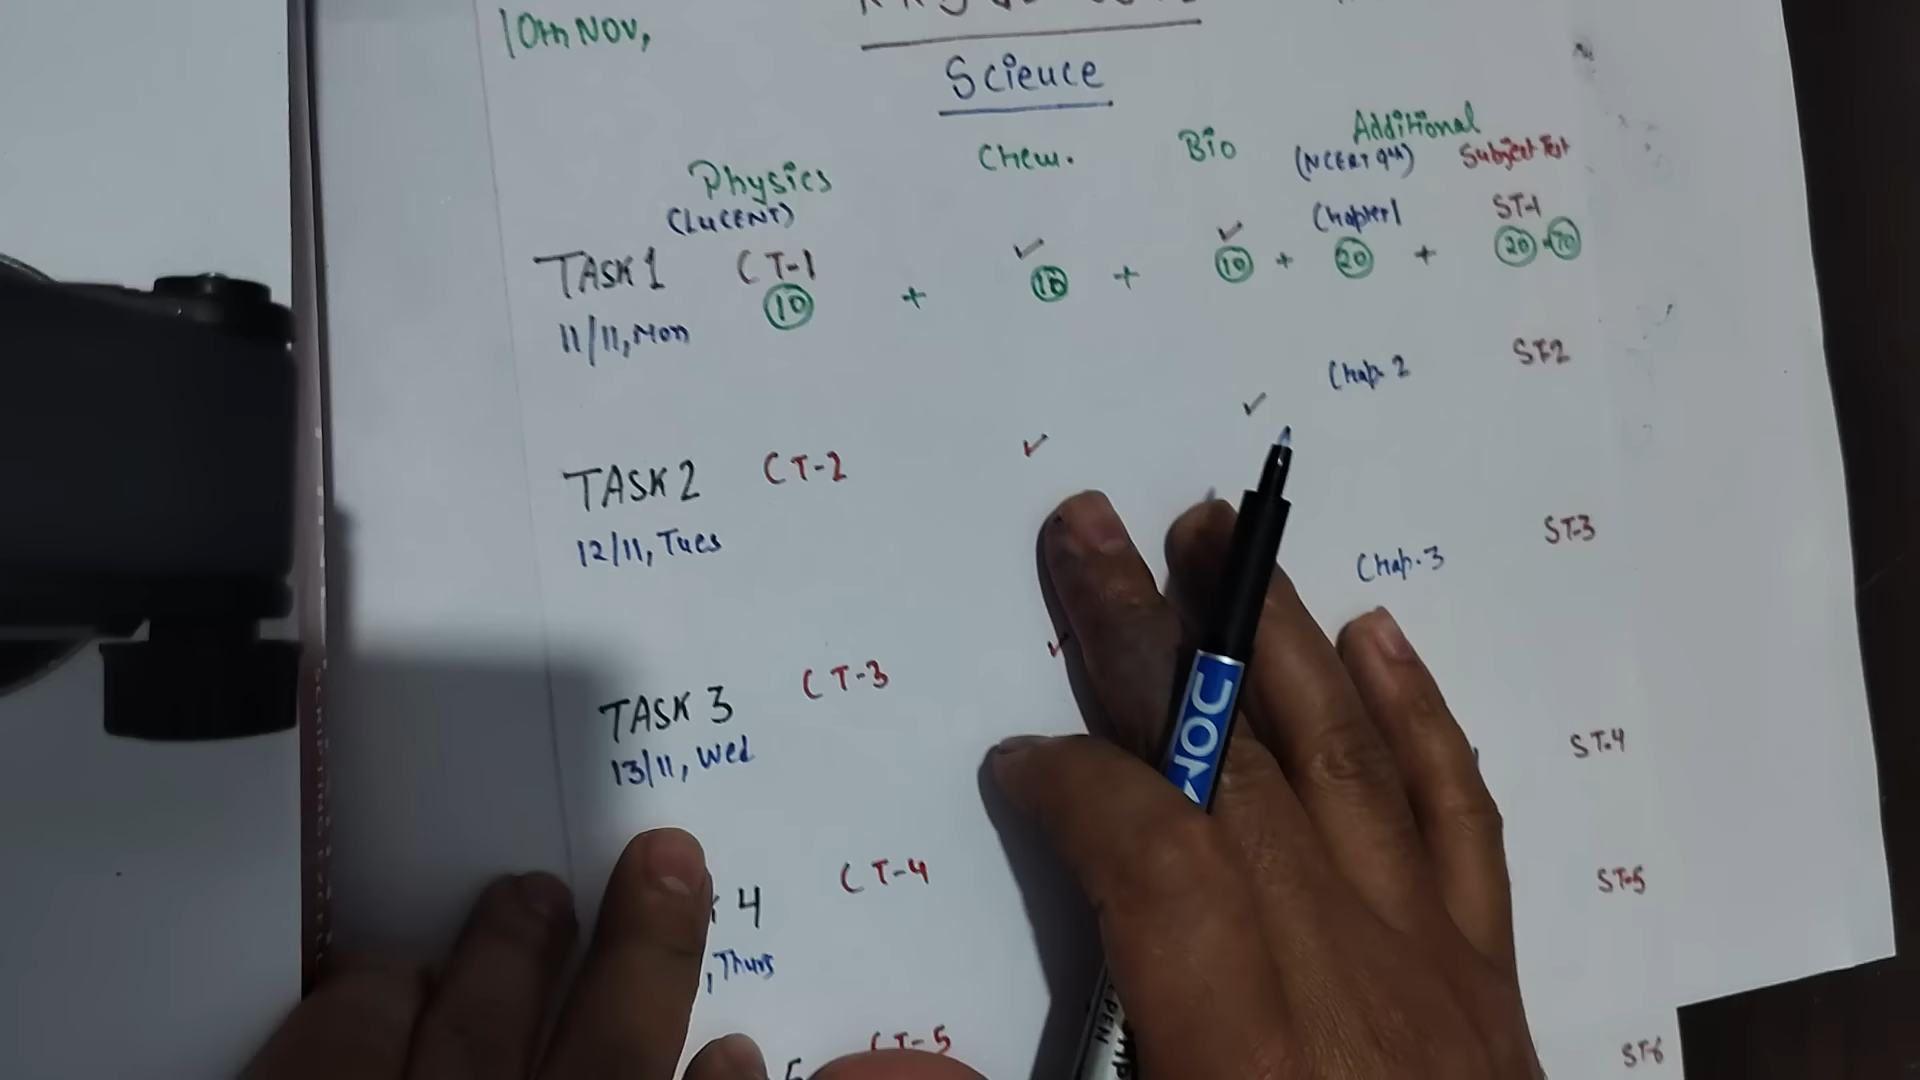 10th NOV,
Science
Physics Chem. Bio Additional
(LUCENT) (NCERT 9th) Subject Test
TASK 1 CT-1 ✓ ✓ Chapter 1 ST-1
10 + 10 + 10 + 20 + 20 = 70
11/11, Mon
TASK 2 CT-2 ✓ ✓ Chap. 2 ST-2
12/11, Tues
TASK 3 CT-3 ✓ Chap. 3 ST-3
13/11, Wed
4 CT-4 ST-4
, Thurs
5 CT-5 ST-5
ST-6